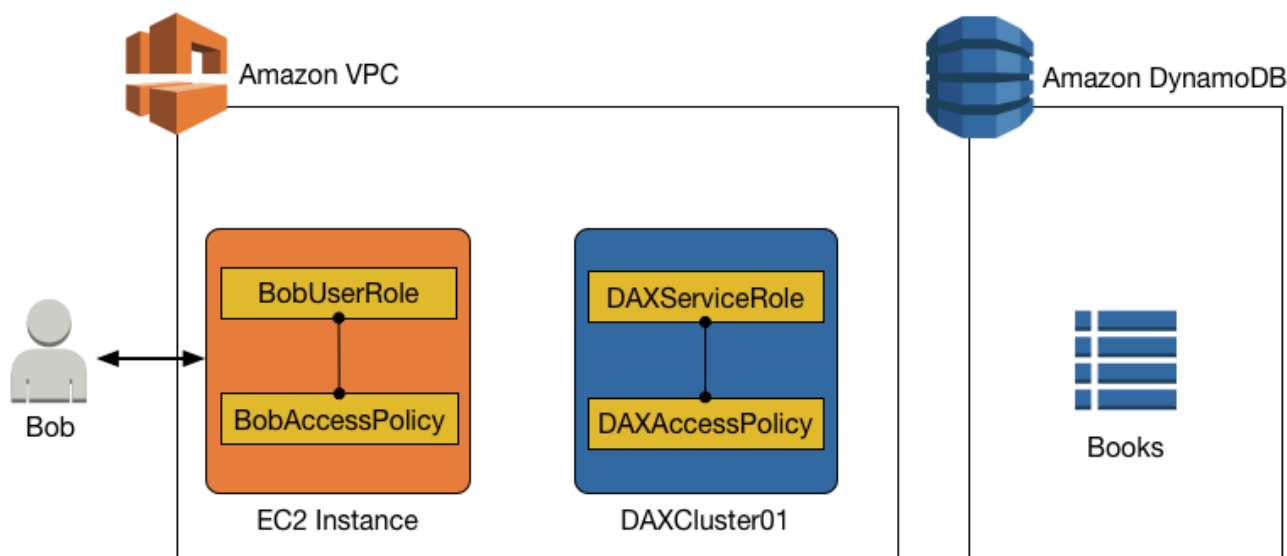 Amazon VPC
Amazon DynamoDB
BobUserRole
BobAccessPolicy
EC2 Instance
DAXServiceRole
DAXAccessPolicy
DAXCluster01
Bob
Books